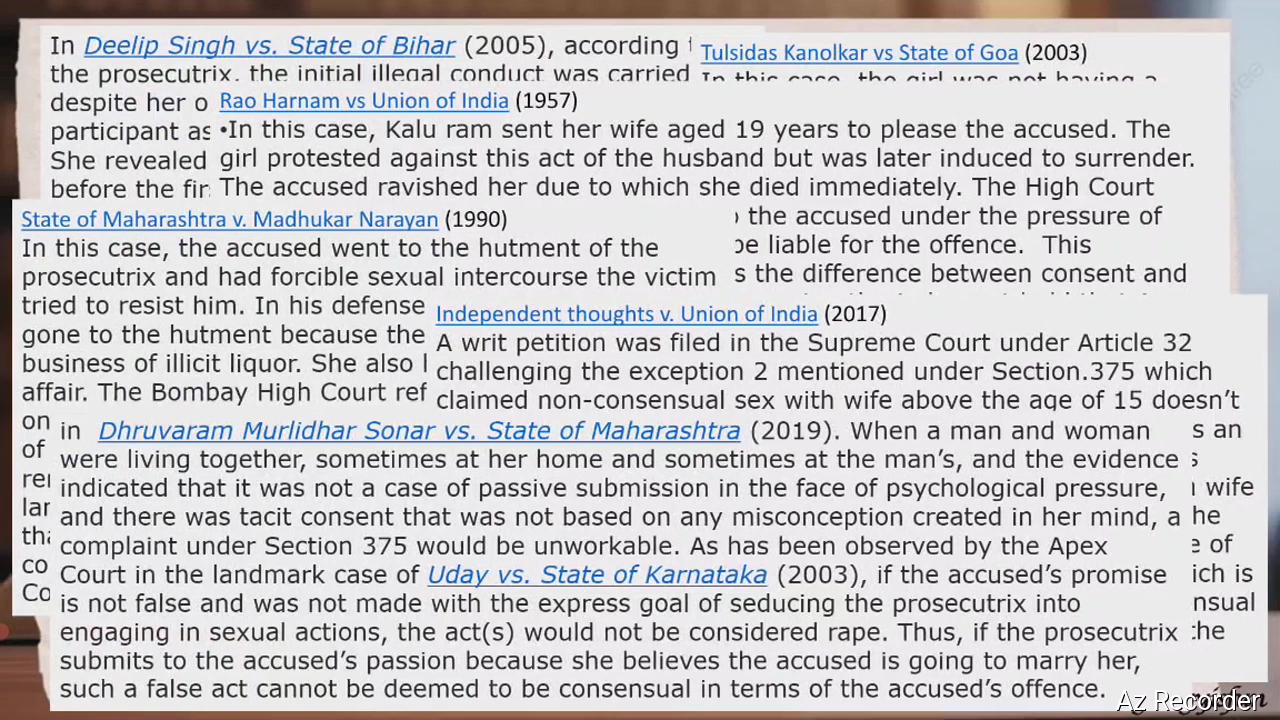 In Deelip Singh vs. State of Bihar (2005), according
the prosecutrix, the initial illegal conduct was carried
despite her
participant as
She revealed
before the
Tulsidas Kanolkar vs State of Goa (2003)
In this case, the girl was not having a
Rao Harnam vs Union of India (1957)
•In this case, Kalu ram sent her wife aged 19 years to please the accused. The
girl protested against this act of the husband but was later induced to surrender.
The accused ravished her due to which she died immediately. The High Court
the accused under the pressure of
be liable for the offence. This
the difference between consent and
State of Maharashtra v. Madhukar Narayan (1990)
In this case, the accused went to the hutment of the
prosecutrix and had forcible sexual intercourse the victim
tried to resist him. In his defense
gone to the hutment because the
business of illicit liquor. She also
affair. The Bombay High Court
on
of
Independent thoughts v. Union of India (2017)
A writ petition was filed in the Supreme Court under Article 32
challenging the exception 2 mentioned under Section.375 which
claimed non-consensual sex with wife above the age of 15 doesn’t
an
wife
of
the
in Dhruvaram Murlidhar Sonar vs. State of Maharashtra (2019). When a man and woman
were living together, sometimes at her home and sometimes at the man’s, and the evidence
indicated that it was not a case of passive submission in the face of psychological pressure,
and there was tacit consent that was not based on any misconception created in her mind, a
complaint under Section 375 would be unworkable. As has been observed by the Apex
Court in the landmark case of Uday vs. State of Karnataka (2003), if the accused’s promise
is not false and was not made with the express goal of seducing the prosecutrix into
engaging in sexual actions, the act(s) would not be considered rape. Thus, if the prosecutrix
submits to the accused’s passion because she believes the accused is going to marry her,
such a false act cannot be deemed to be consensual in terms of the accused’s offence.
Az Recorder